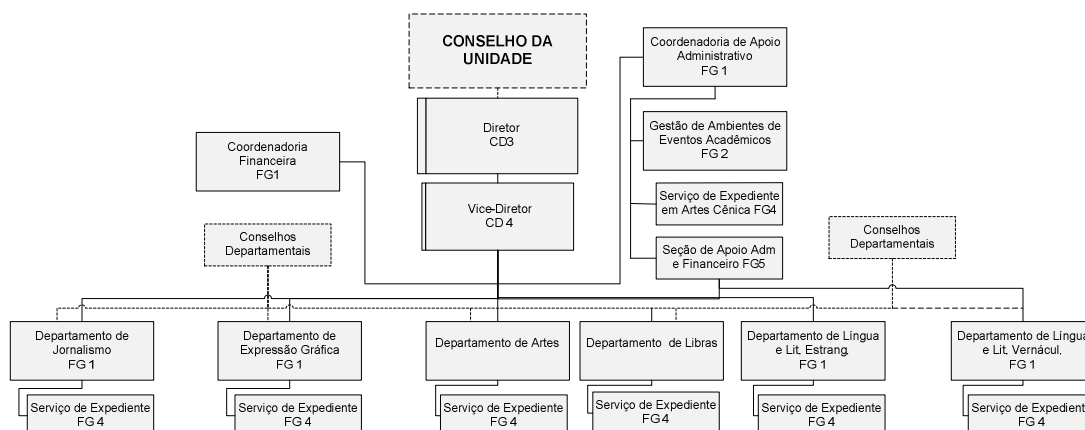 CONSELHO DA
UNIDADE
Coordenadoria de Apoio
Administrativo
FG 1
Diretor
CD3
Gestão de Ambientes de
Eventos Acadêmicos
FG 2
Coordenadoria
Financeira
FG1
Vice-Diretor
CD 4
Serviço de Expediente
em Artes Cênica FG4
Conselhos
Departamentais
Conselhos
Departamentais
Seção de Apoio Adm
e Financeiro FG5
Departamento de
Jornalismo
FG 1
Departamento de
Expressão Gráfica
FG 1
Departamento de Artes
Departamento de Libras
Departamento de Língua
e Lit. Estrang.
FG 1
Departamento de Língua
e Lit. Vernácul.
FG 1
Serviço de Expediente
FG 4
Serviço de Expediente
FG 4
Serviço de Expediente
FG 4
Serviço de Expediente
FG 4
Serviço de Expediente
FG 4
Serviço de Expediente
FG 4